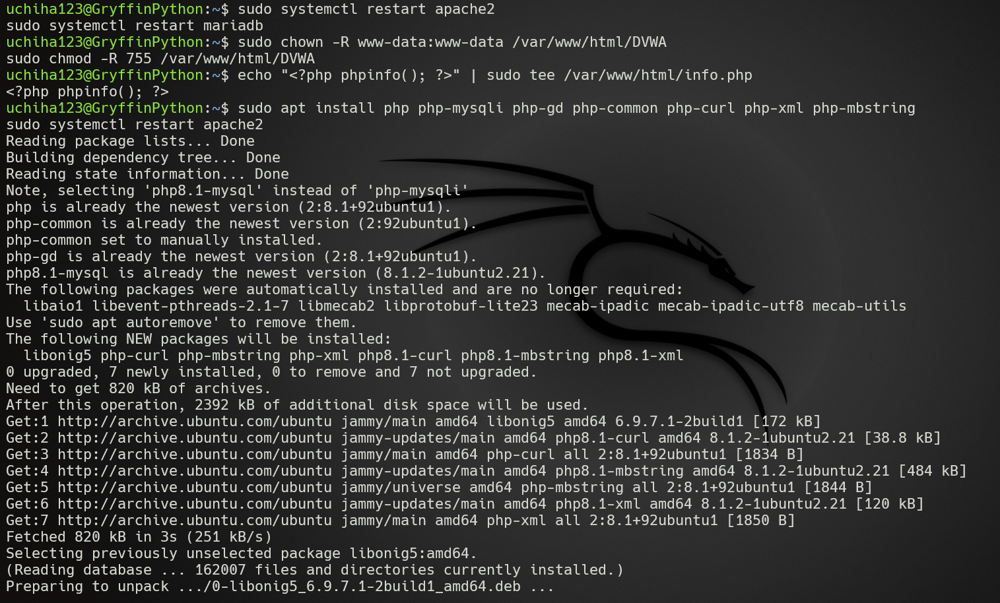 uchiha123@GryffinPython:~$ sudo systemctl restart apache2
sudo systemctl restart mariadb
uchiha123@GryffinPython:~$ sudo chown -R www-data:www-data /var/www/html/DVWA
sudo chmod -R 755 /var/www/html/DVWA
uchiha123@GryffinPython:~$ echo "<?php phpinfo(); ?>" | sudo tee /var/www/html/info.php
<?php phpinfo(); ?>
uchiha123@GryffinPython:~$ sudo apt install php php-mysqli php-gd php-common php-curl php-xml php-mbstring
sudo systemctl restart apache2
Reading package lists... Done
Building dependency tree... Done
Reading state information... Done
Note, selecting 'php8.1-mysql' instead of 'php-mysqli'
php is already the newest version (2:8.1+92ubuntu1).
php-common is already the newest version (2:92ubuntu1).
php-common set to manually installed.
php-gd is already the newest version (2:8.1+92ubuntu1).
php8.1-mysql is already the newest version (8.1.2-1ubuntu2.21).
The following packages were automatically installed and are no longer required:
  libaio1 libevent-pthreads-2.1-7 libmecab2 libprotobuf-lite23 mecab-ipadic mecab-ipadic-utf8 mecab-utils
Use 'sudo apt autoremove' to remove them.
The following NEW packages will be installed:
  libonig5 php-curl php-mbstring php-xml php8.1-curl php8.1-mbstring php8.1-xml
0 upgraded, 7 newly installed, 0 to remove and 7 not upgraded.
Need to get 820 kB of archives.
After this operation, 2392 kB of additional disk space will be used.
Get:1 http://archive.ubuntu.com/ubuntu jammy/main amd64 libonig5 amd64 6.9.7.1-2build1 [172 kB]
Get:2 http://archive.ubuntu.com/ubuntu jammy-updates/main amd64 php8.1-curl amd64 8.1.2-1ubuntu2.21 [38.8 kB]
Get:3 http://archive.ubuntu.com/ubuntu jammy/main amd64 php-curl all 2:8.1+92ubuntu1 [1834 B]
Get:4 http://archive.ubuntu.com/ubuntu jammy-updates/main amd64 php8.1-mbstring amd64 8.1.2-1ubuntu2.21 [484 kB]
Get:5 http://archive.ubuntu.com/ubuntu jammy/universe amd64 php-mbstring all 2:8.1+92ubuntu1 [1844 B]
Get:6 http://archive.ubuntu.com/ubuntu jammy-updates/main amd64 php8.1-xml amd64 8.1.2-1ubuntu2.21 [120 kB]
Get:7 http://archive.ubuntu.com/ubuntu jammy/main amd64 php-xml all 2:8.1+92ubuntu1 [1850 B]
Fetched 820 kB in 3s (251 kB/s)
Selecting previously unselected package libonig5:amd64.
(Reading database ... 162007 files and directories currently installed.)
Preparing to unpack .../0-libonig5_6.9.7.1-2build1_amd64.deb ...